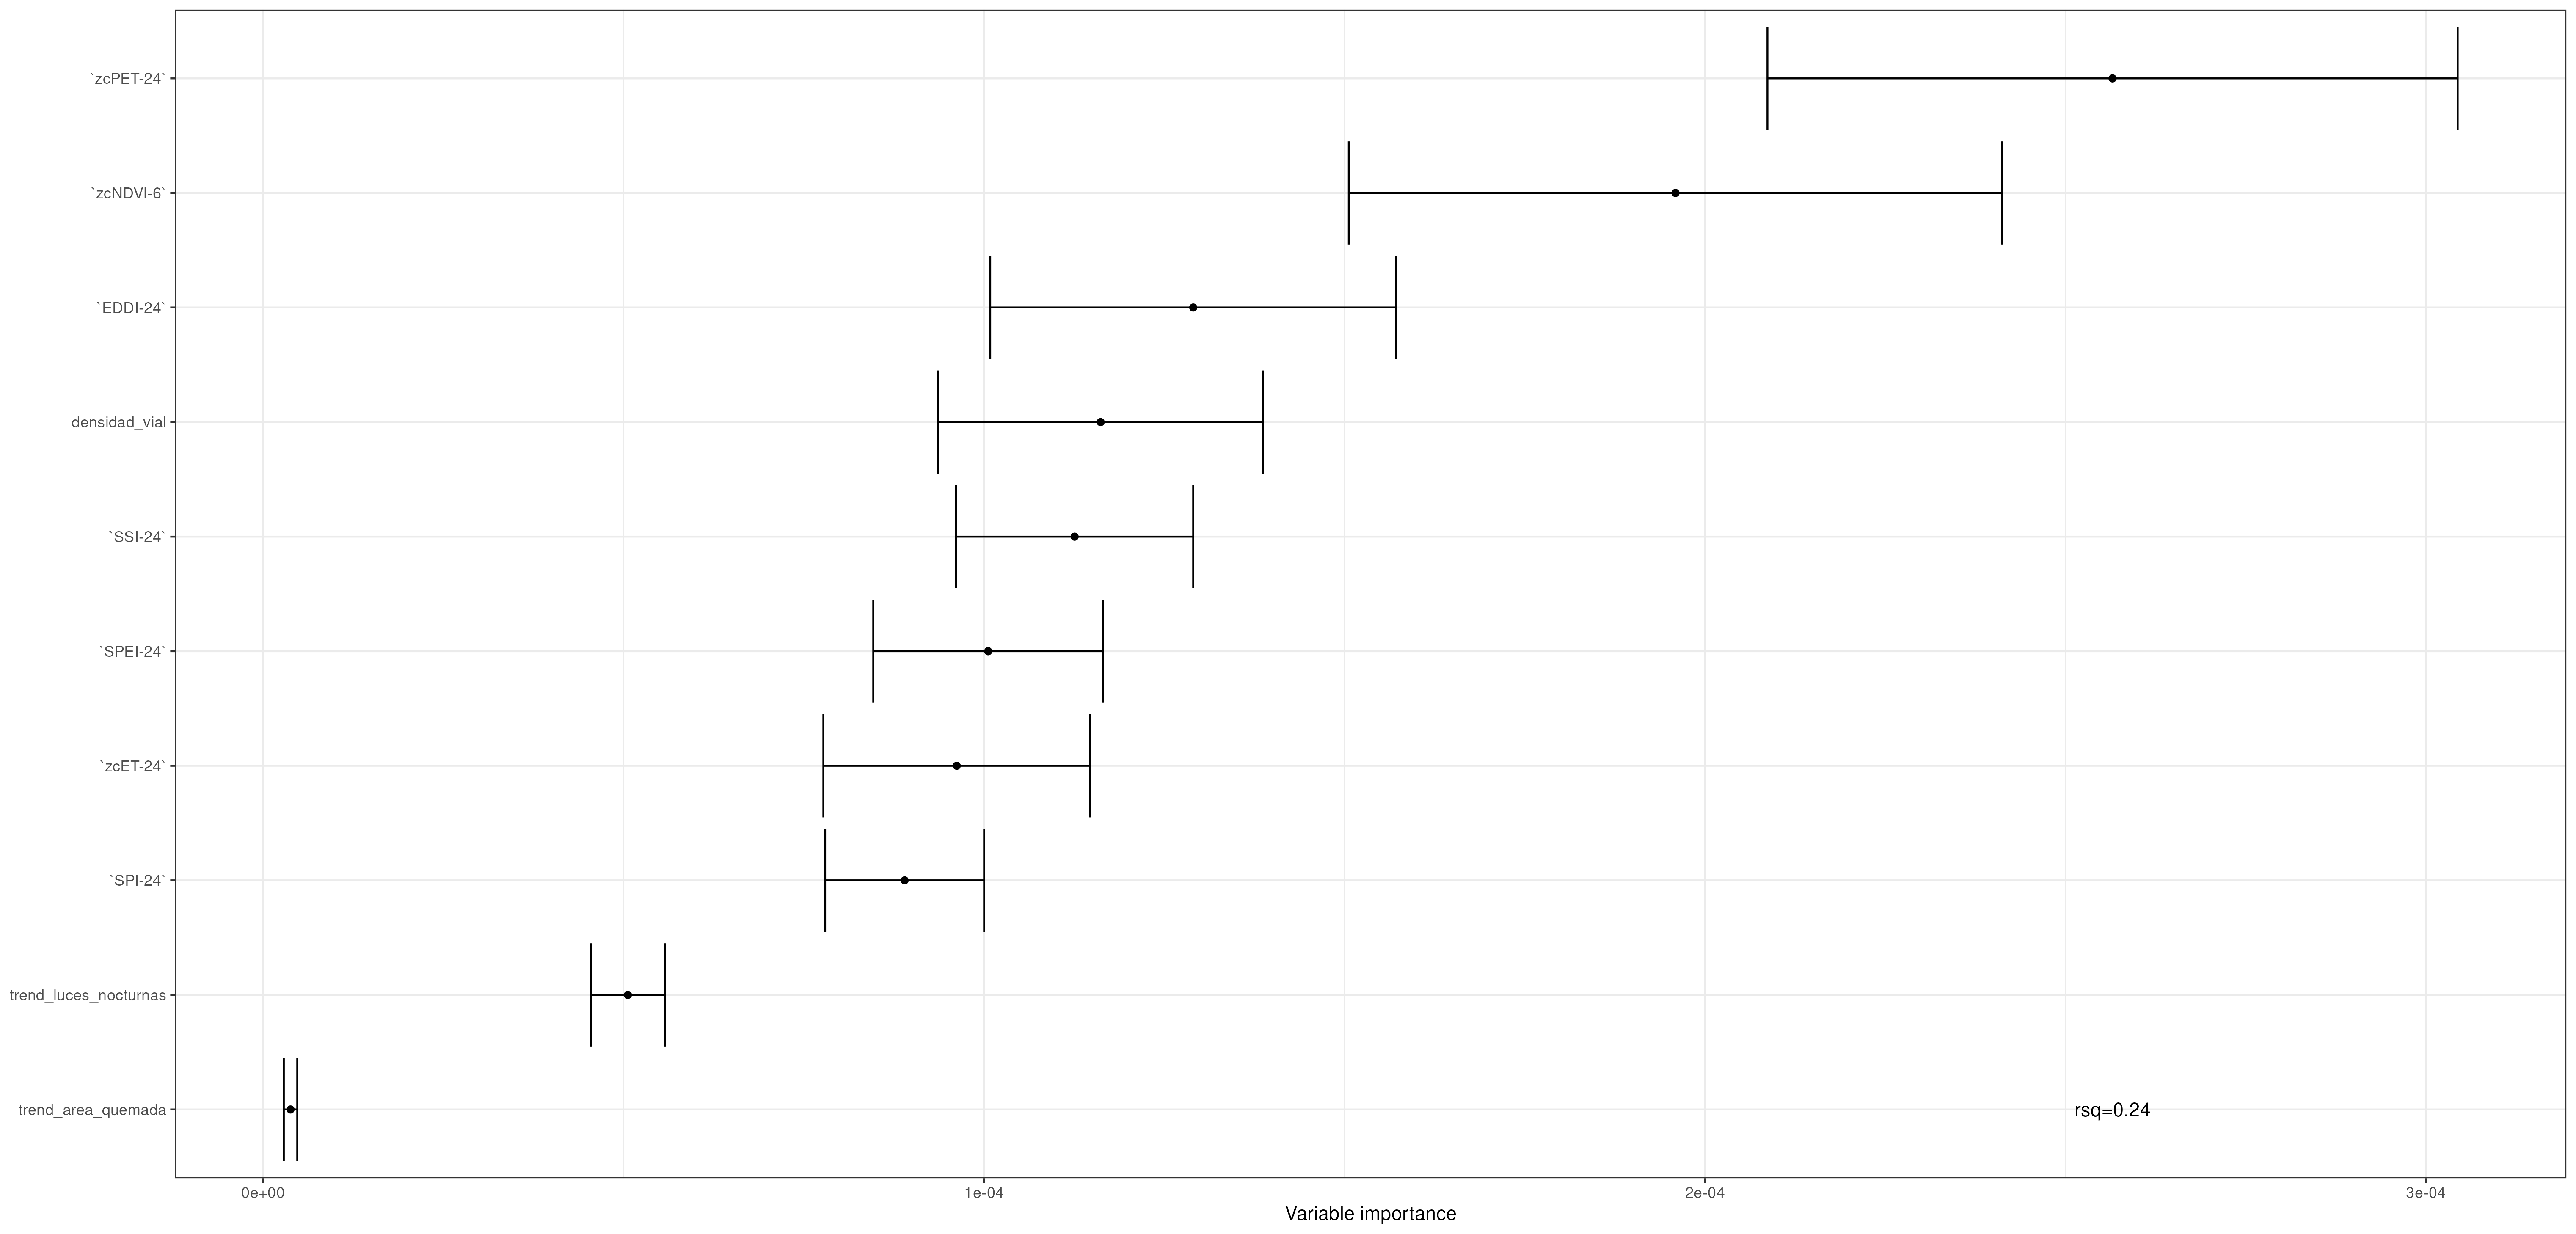 `zcPET-24`
`zcNDVI-6`
`EDDI-24`
densidad_vial
`SSI-24`
`SPEI-24`
`zcET-24`
`SPI-24`
trend_luces_nocturnas
trend_area_quemada
rsq=0.24
0e+00
1e-04
2e-04
3e-04
Variable importance